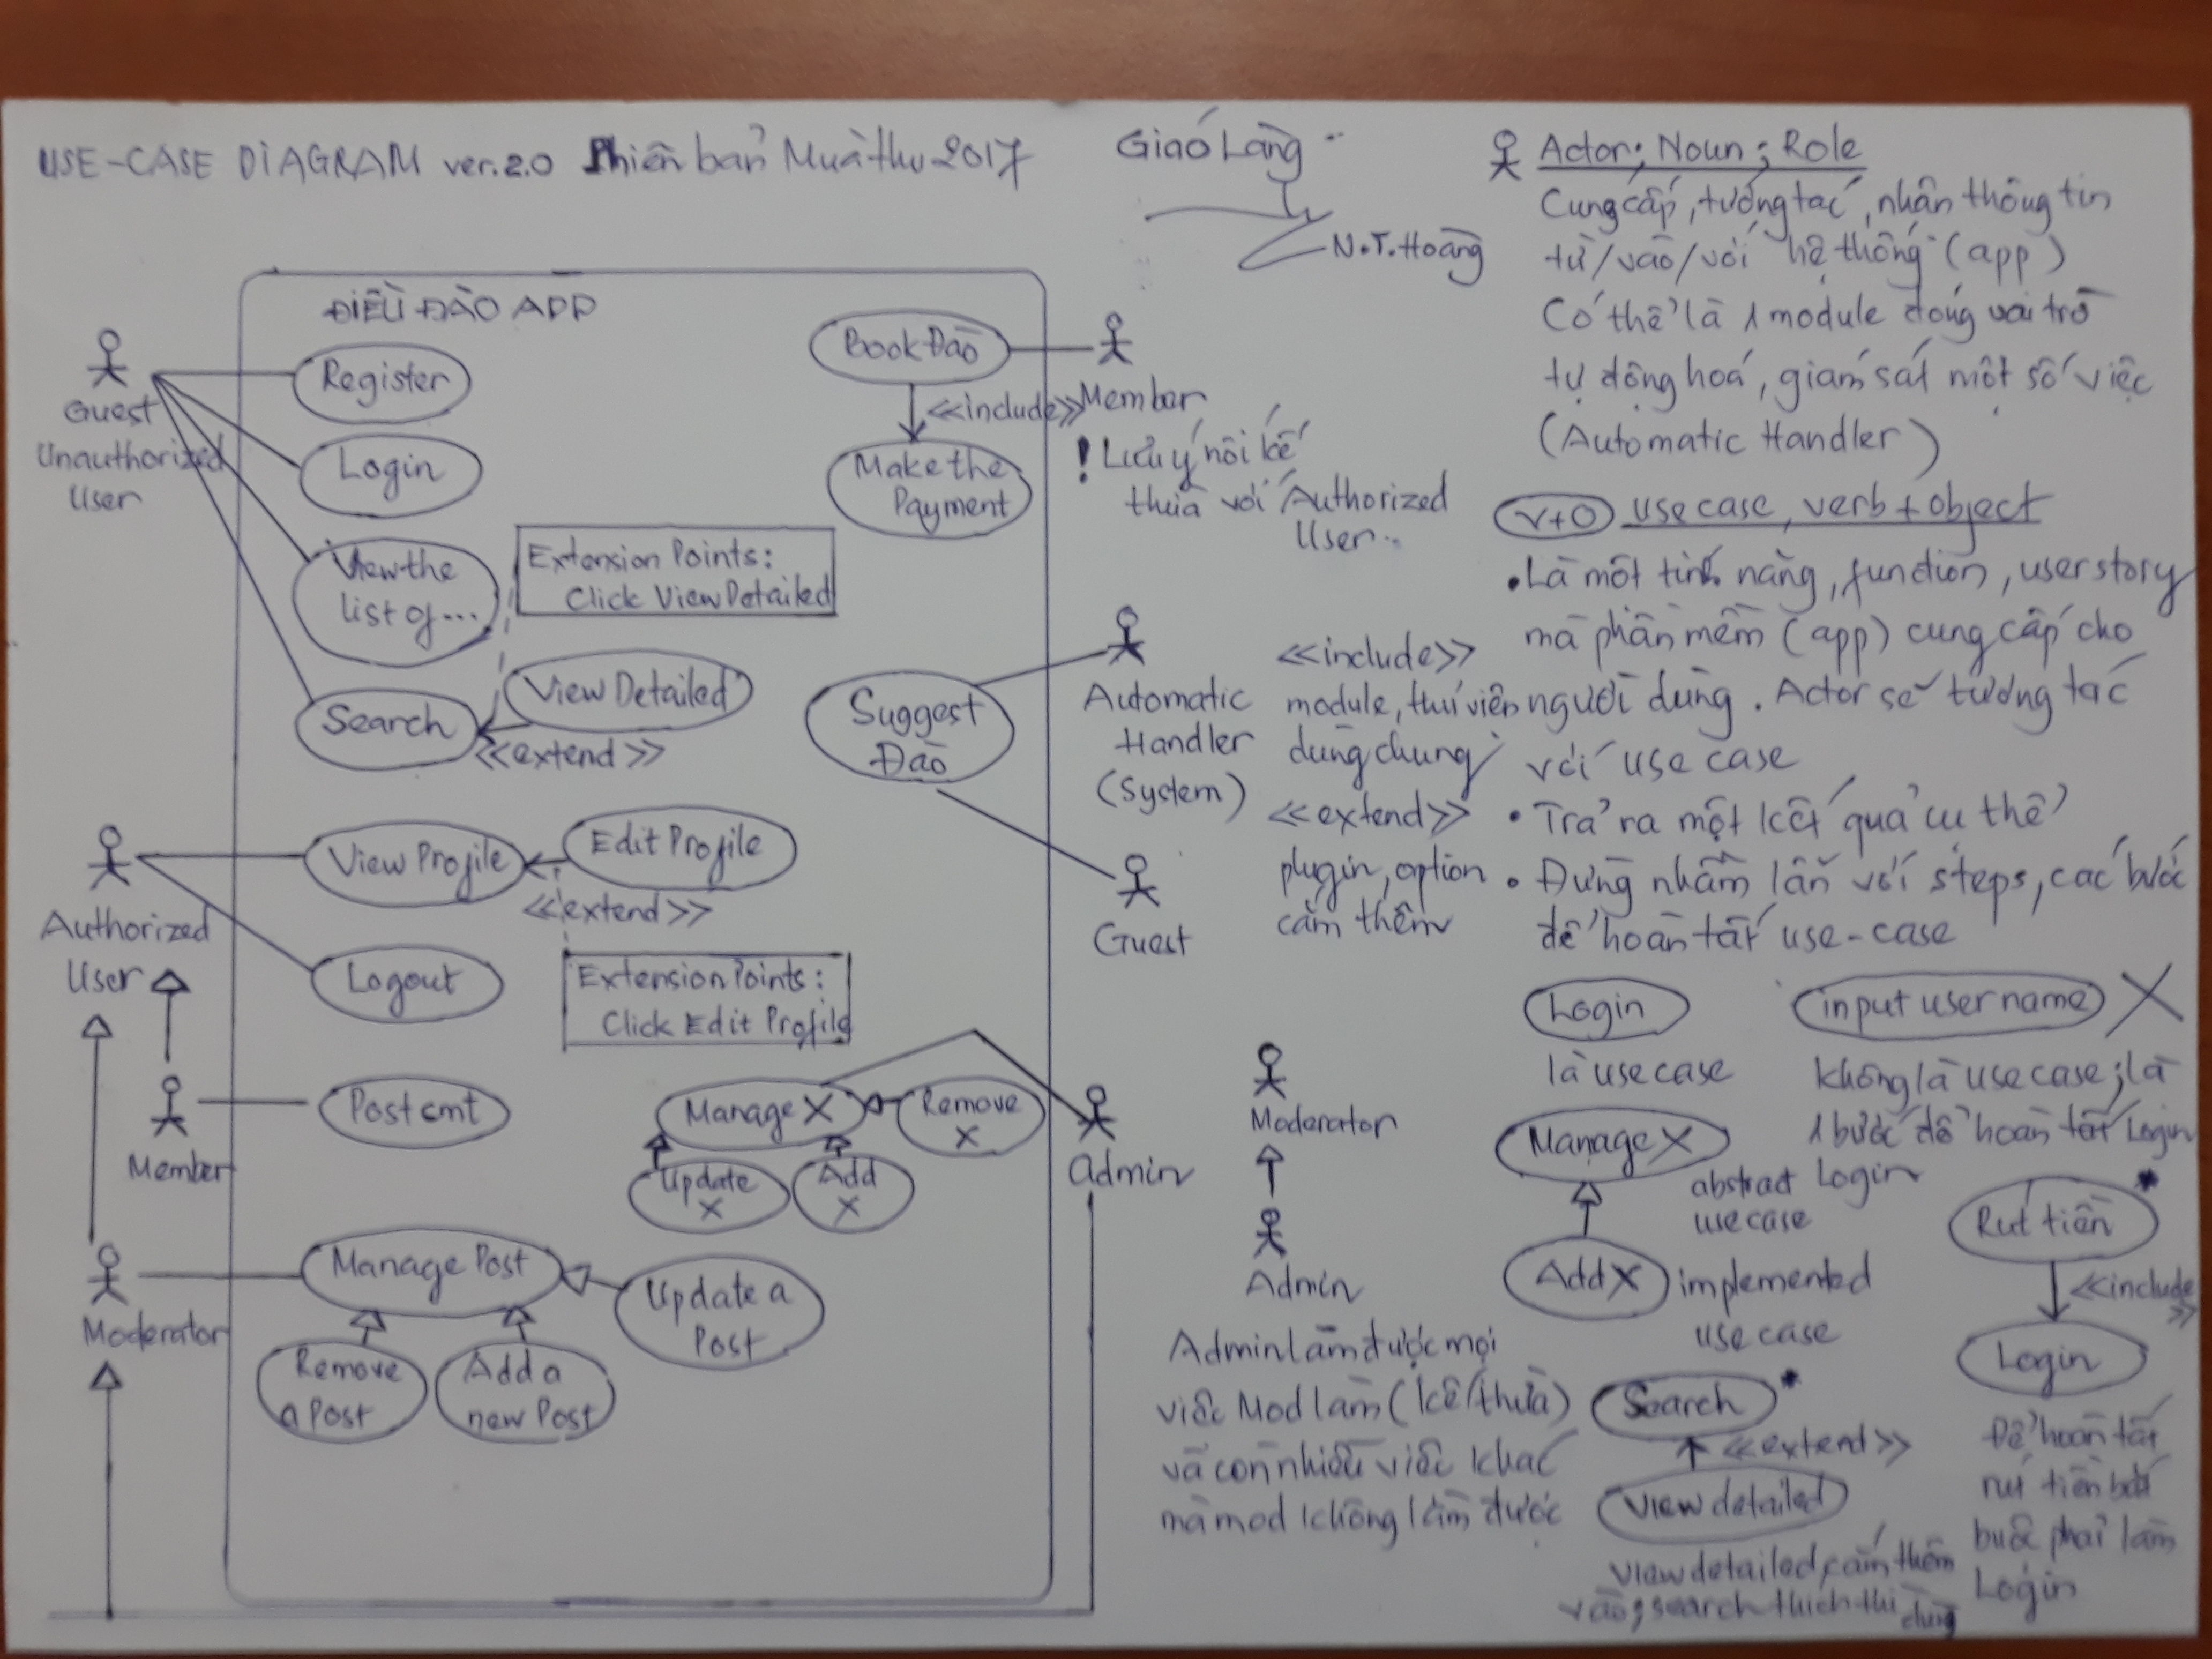 USE-CASE DIAGRAM ver.2.0 Phiên bản Mùa thu 2017
Giáo Làng
N.T.Hoàng
ĐIỆU ĐÀO APP
Guest
Unauthorized
User
Register
Login
View the
list of...
Search
Extension Points:
Click View Detailed
View Detailed
<<extend>>
Book Đào
<<include>>
Make the
Payment
Member
! Lưu ý nối kế
thừa với Authorized
User..
Suggest
Đào
Automatic
Handler
(System)
Guest
Authorized
User
View Profile
Edit Profile
<<extend>>
Logout
Extension Points:
Click Edit Profile
Member
Post cmt
Manage X
Remove
X
Update
X
Add
X
Admin
Moderator
Manage Post
Update a
Post
Remove
a Post
Add a
new Post
<<include>>
module, thư viện
dùng chung
<<extend>>
plugin, option
cắm thêm
Moderator
Admin
Admin làm được mọi
việc Mod làm (kế thừa)
và còn nhiều việc khác
mà mod không làm được
Actor; Noun; Role
Cung cấp, tương tác, nhận thông tin
từ/vào/với hệ thống (app)
Có thể là 1 module đóng vai trò
tự động hoá, giám sát một số việc
(Automatic Handler)
V+O use case, verb + object
• Là một tính năng, function, user story
mà phần mềm (app) cung cấp cho
người dùng. Actor sẽ tương tác
với use case
• Trả ra một kết quả cụ thể
• Đừng nhầm lẫn với steps, các bước
để hoàn tất use-case
Login
là use case
input username X
không là use case; là
1 bước để hoàn tất Login
Login
Manage X
abstract
use case
Add X
implemented
use case
Rút tiền *
<<include>>
Login
Để hoàn tất
rút tiền bắt
buộc phải làm
Login
Search *
<<extend>>
View detailed
view detailed cắm thêm
vào search thích thì dùng